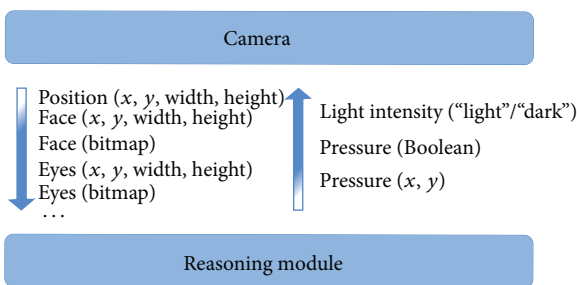 Camera
Position (x, y, width, height)
Face (x, y, width, height)
Face (bitmap)
Eyes (x, y, width, height)
Eyes (bitmap)
...
Light intensity (“light”/“dark”)
Pressure (Boolean)
Pressure (x, y)
Reasoning module